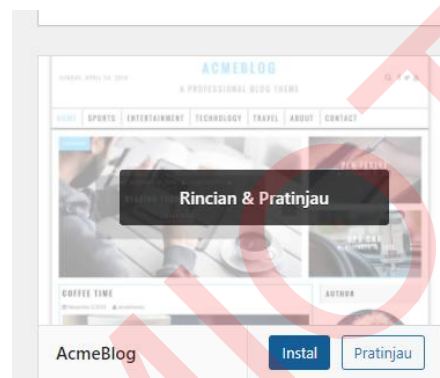 ACMEBLOG
A PROFESSIONAL BLOG THEME
HOME SPORTS ENTERTAINMENT TECHNOLOGY TRAVEL ABOUT CONTACT
Rincian & Pratinjau
COFFEE TIME
AUTHOR
AcmeBlog
Instal
Pratinjau